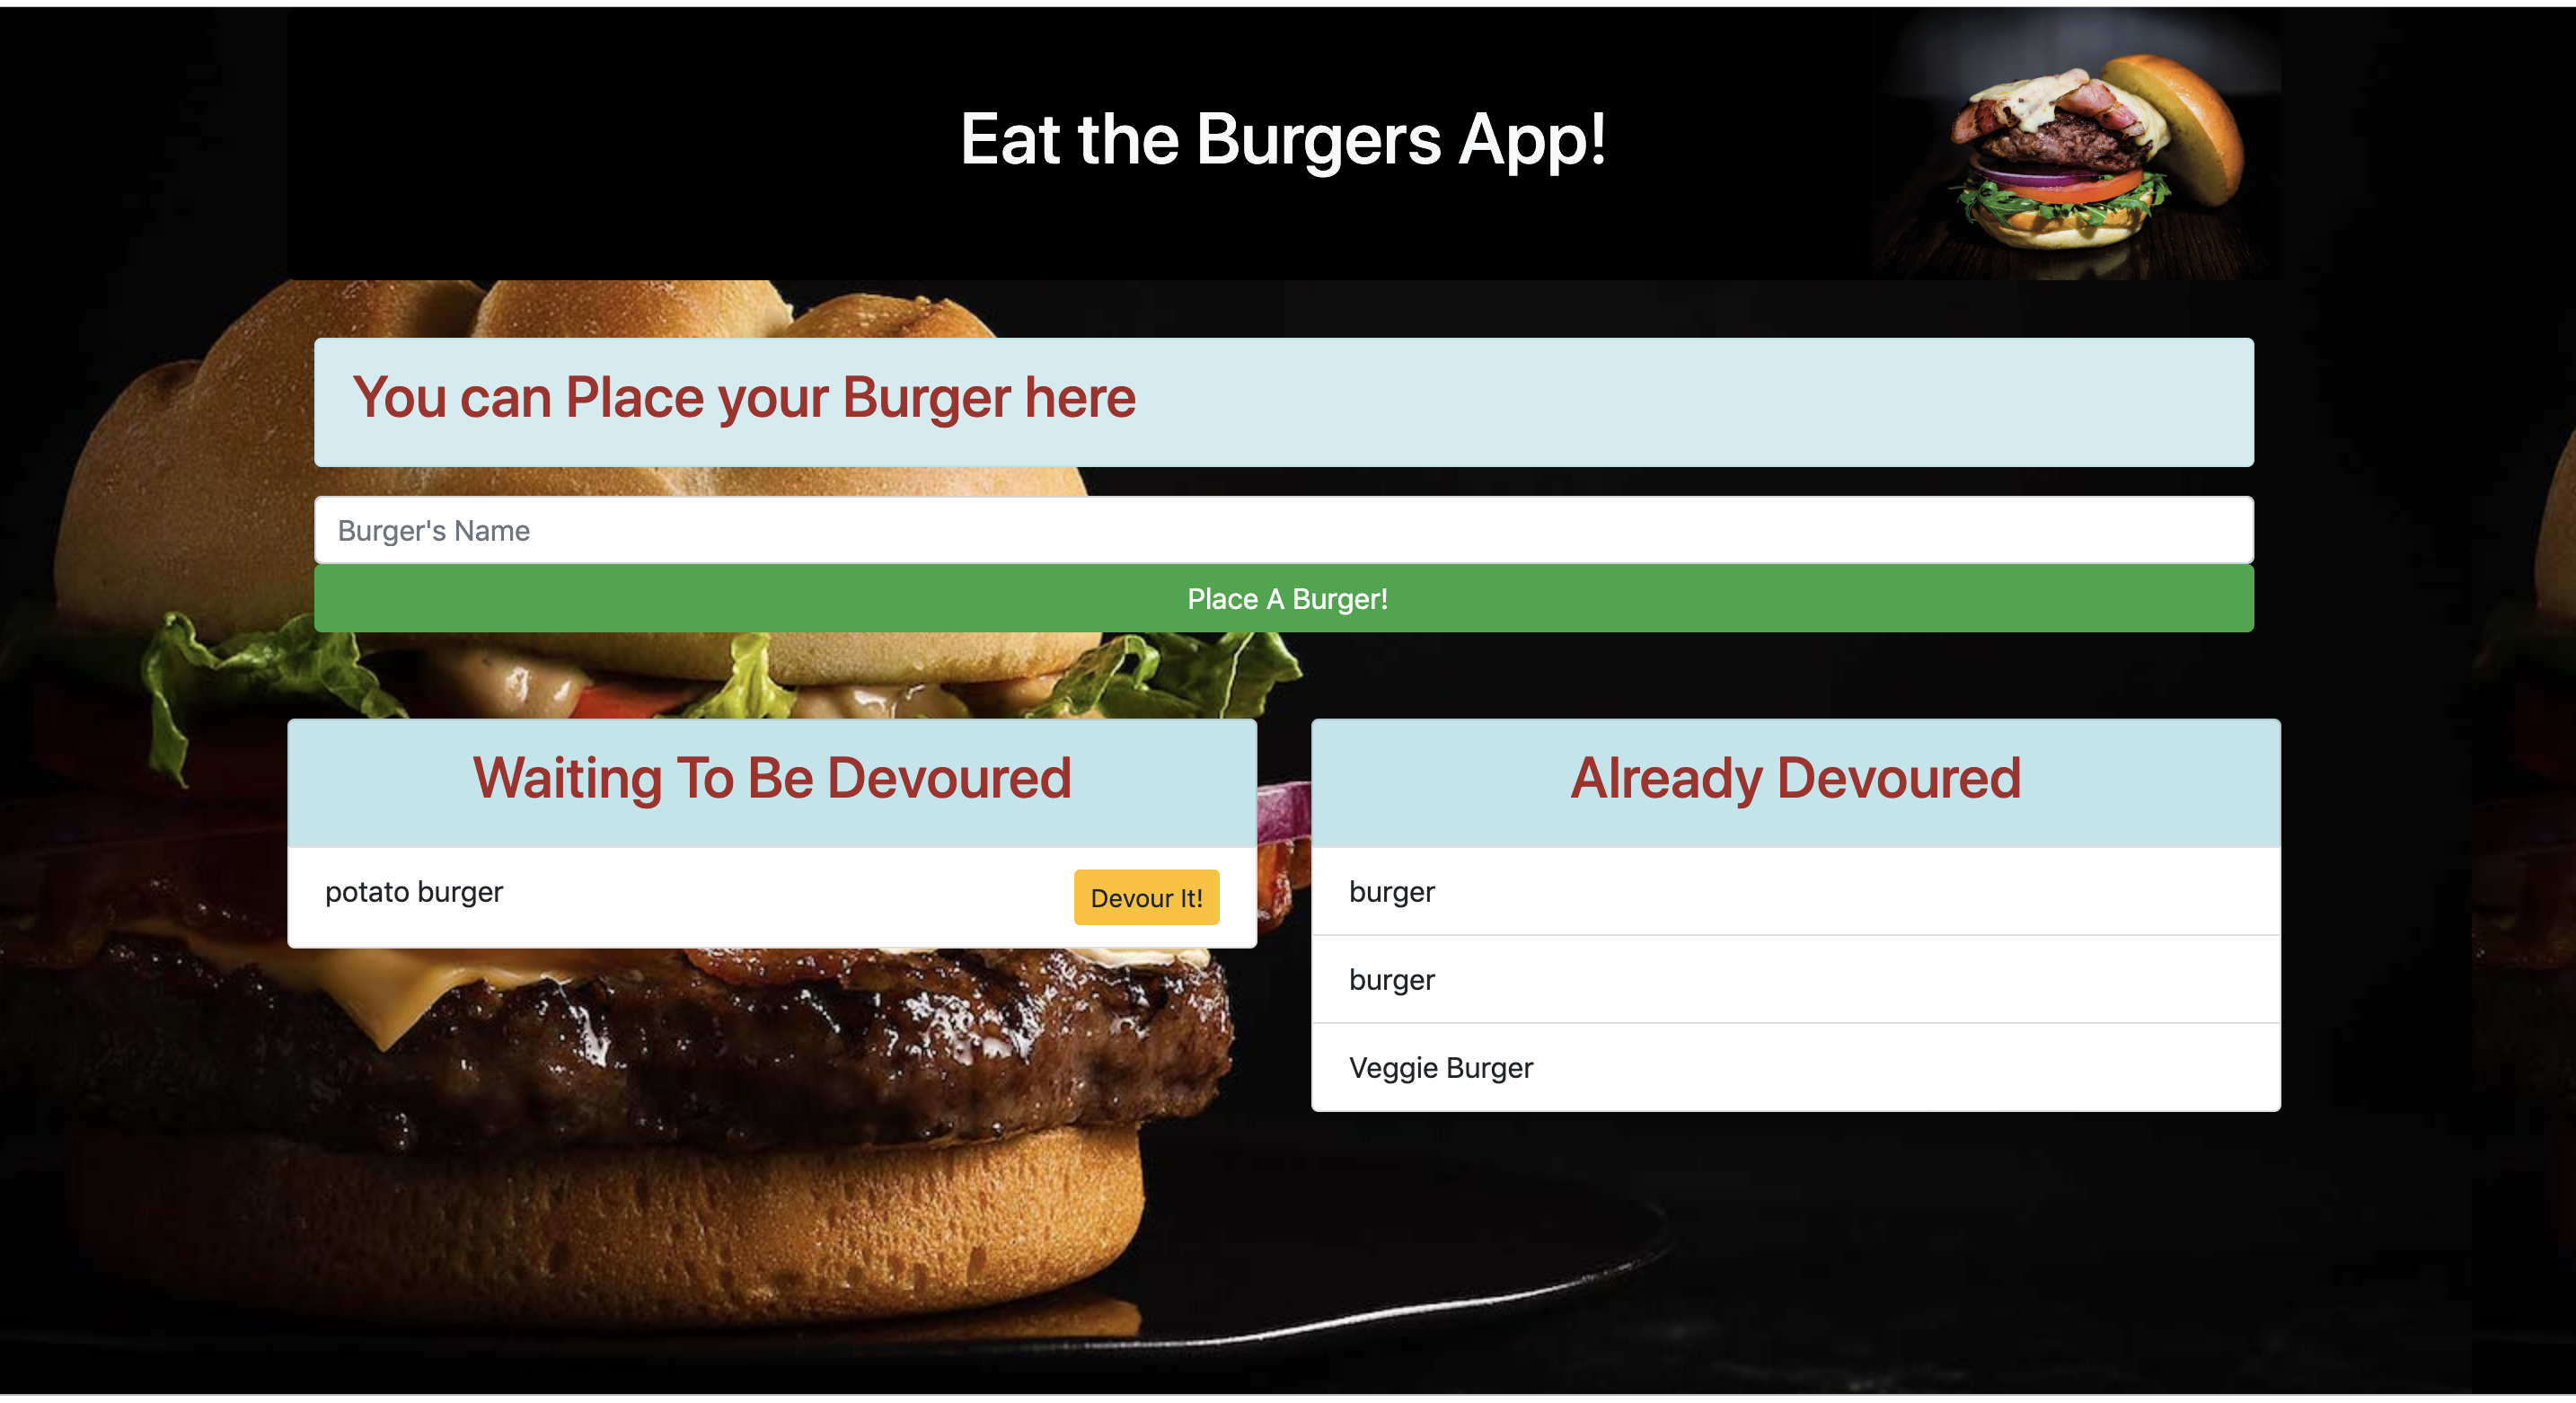 Eat the Burgers App!
You can Place your Burger here
Burger's Name
Place A Burger!
Waiting To Be Devoured
potato burger
Devour It!
Already Devoured
burger
burger
Veggie Burger